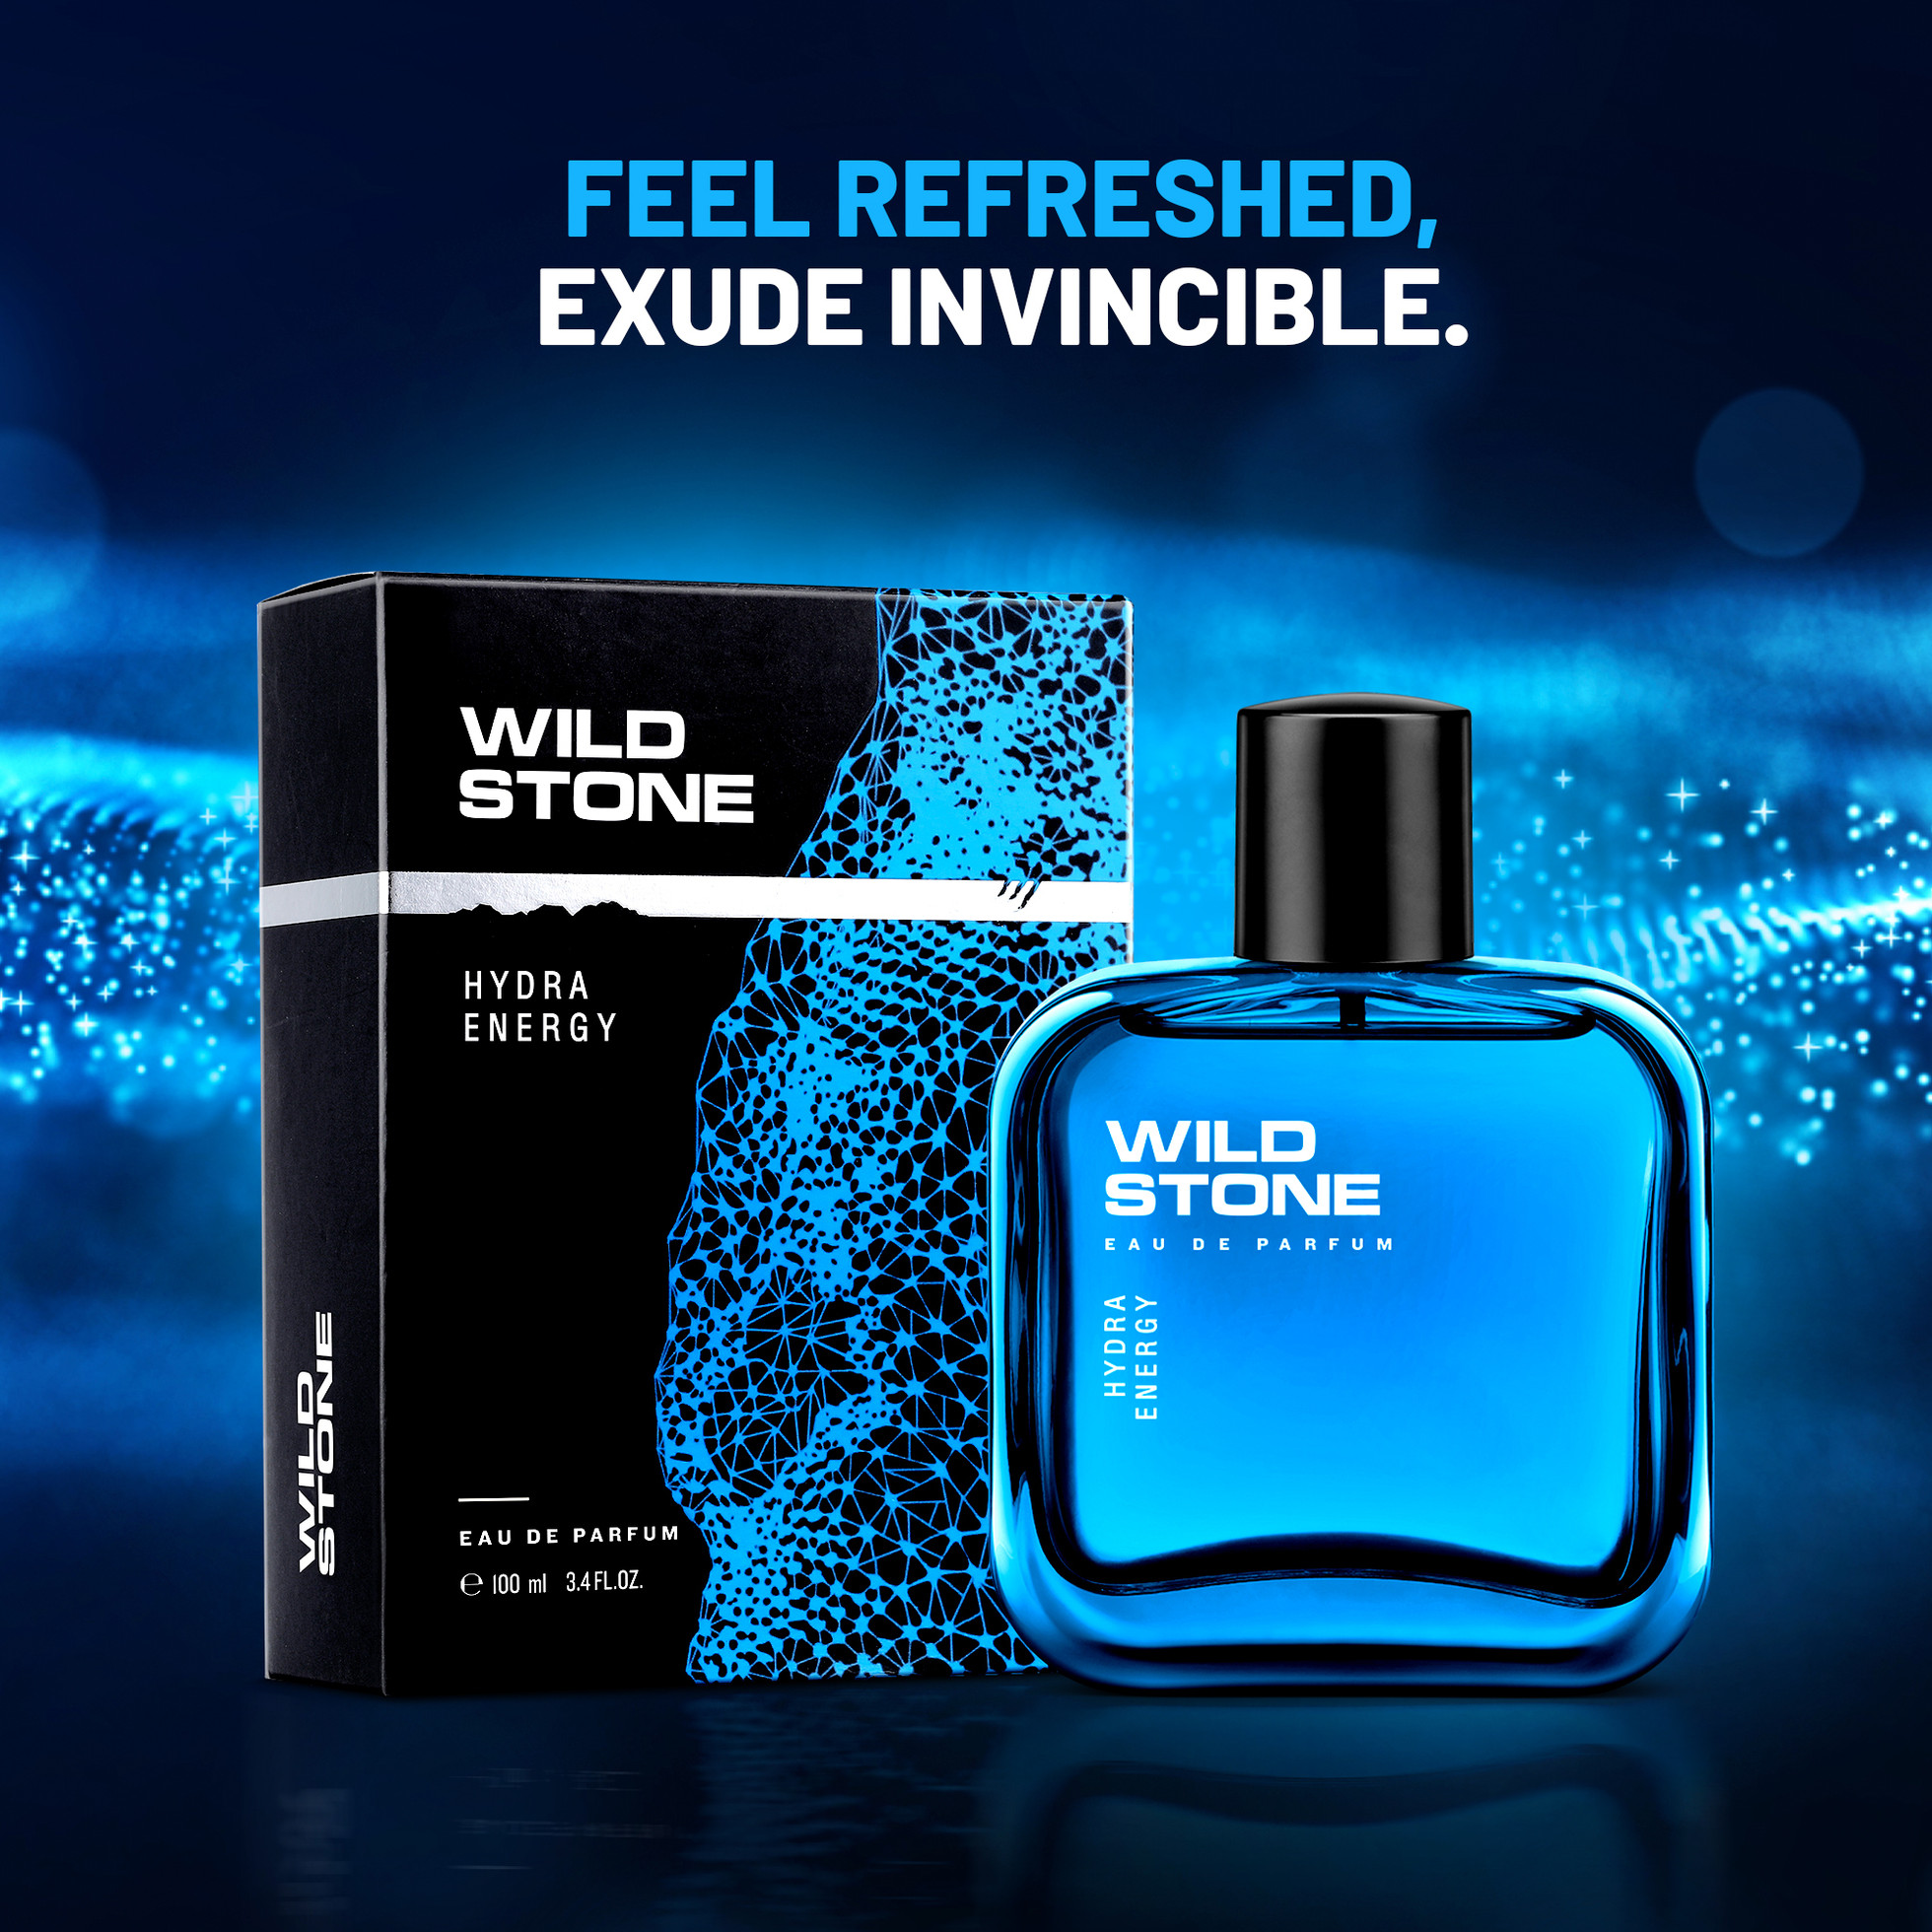 FEEL REFRESHED,
EXUDE INVINCIBLE.
WILD
STONE
HYDRA
ENERGY
EAU DE PARFUM
℮ 100 ml 3.4 FL.OZ.
WILD
STONE
WILD
STONE
EAU DE PARFUM
HYDRA
ENERGY